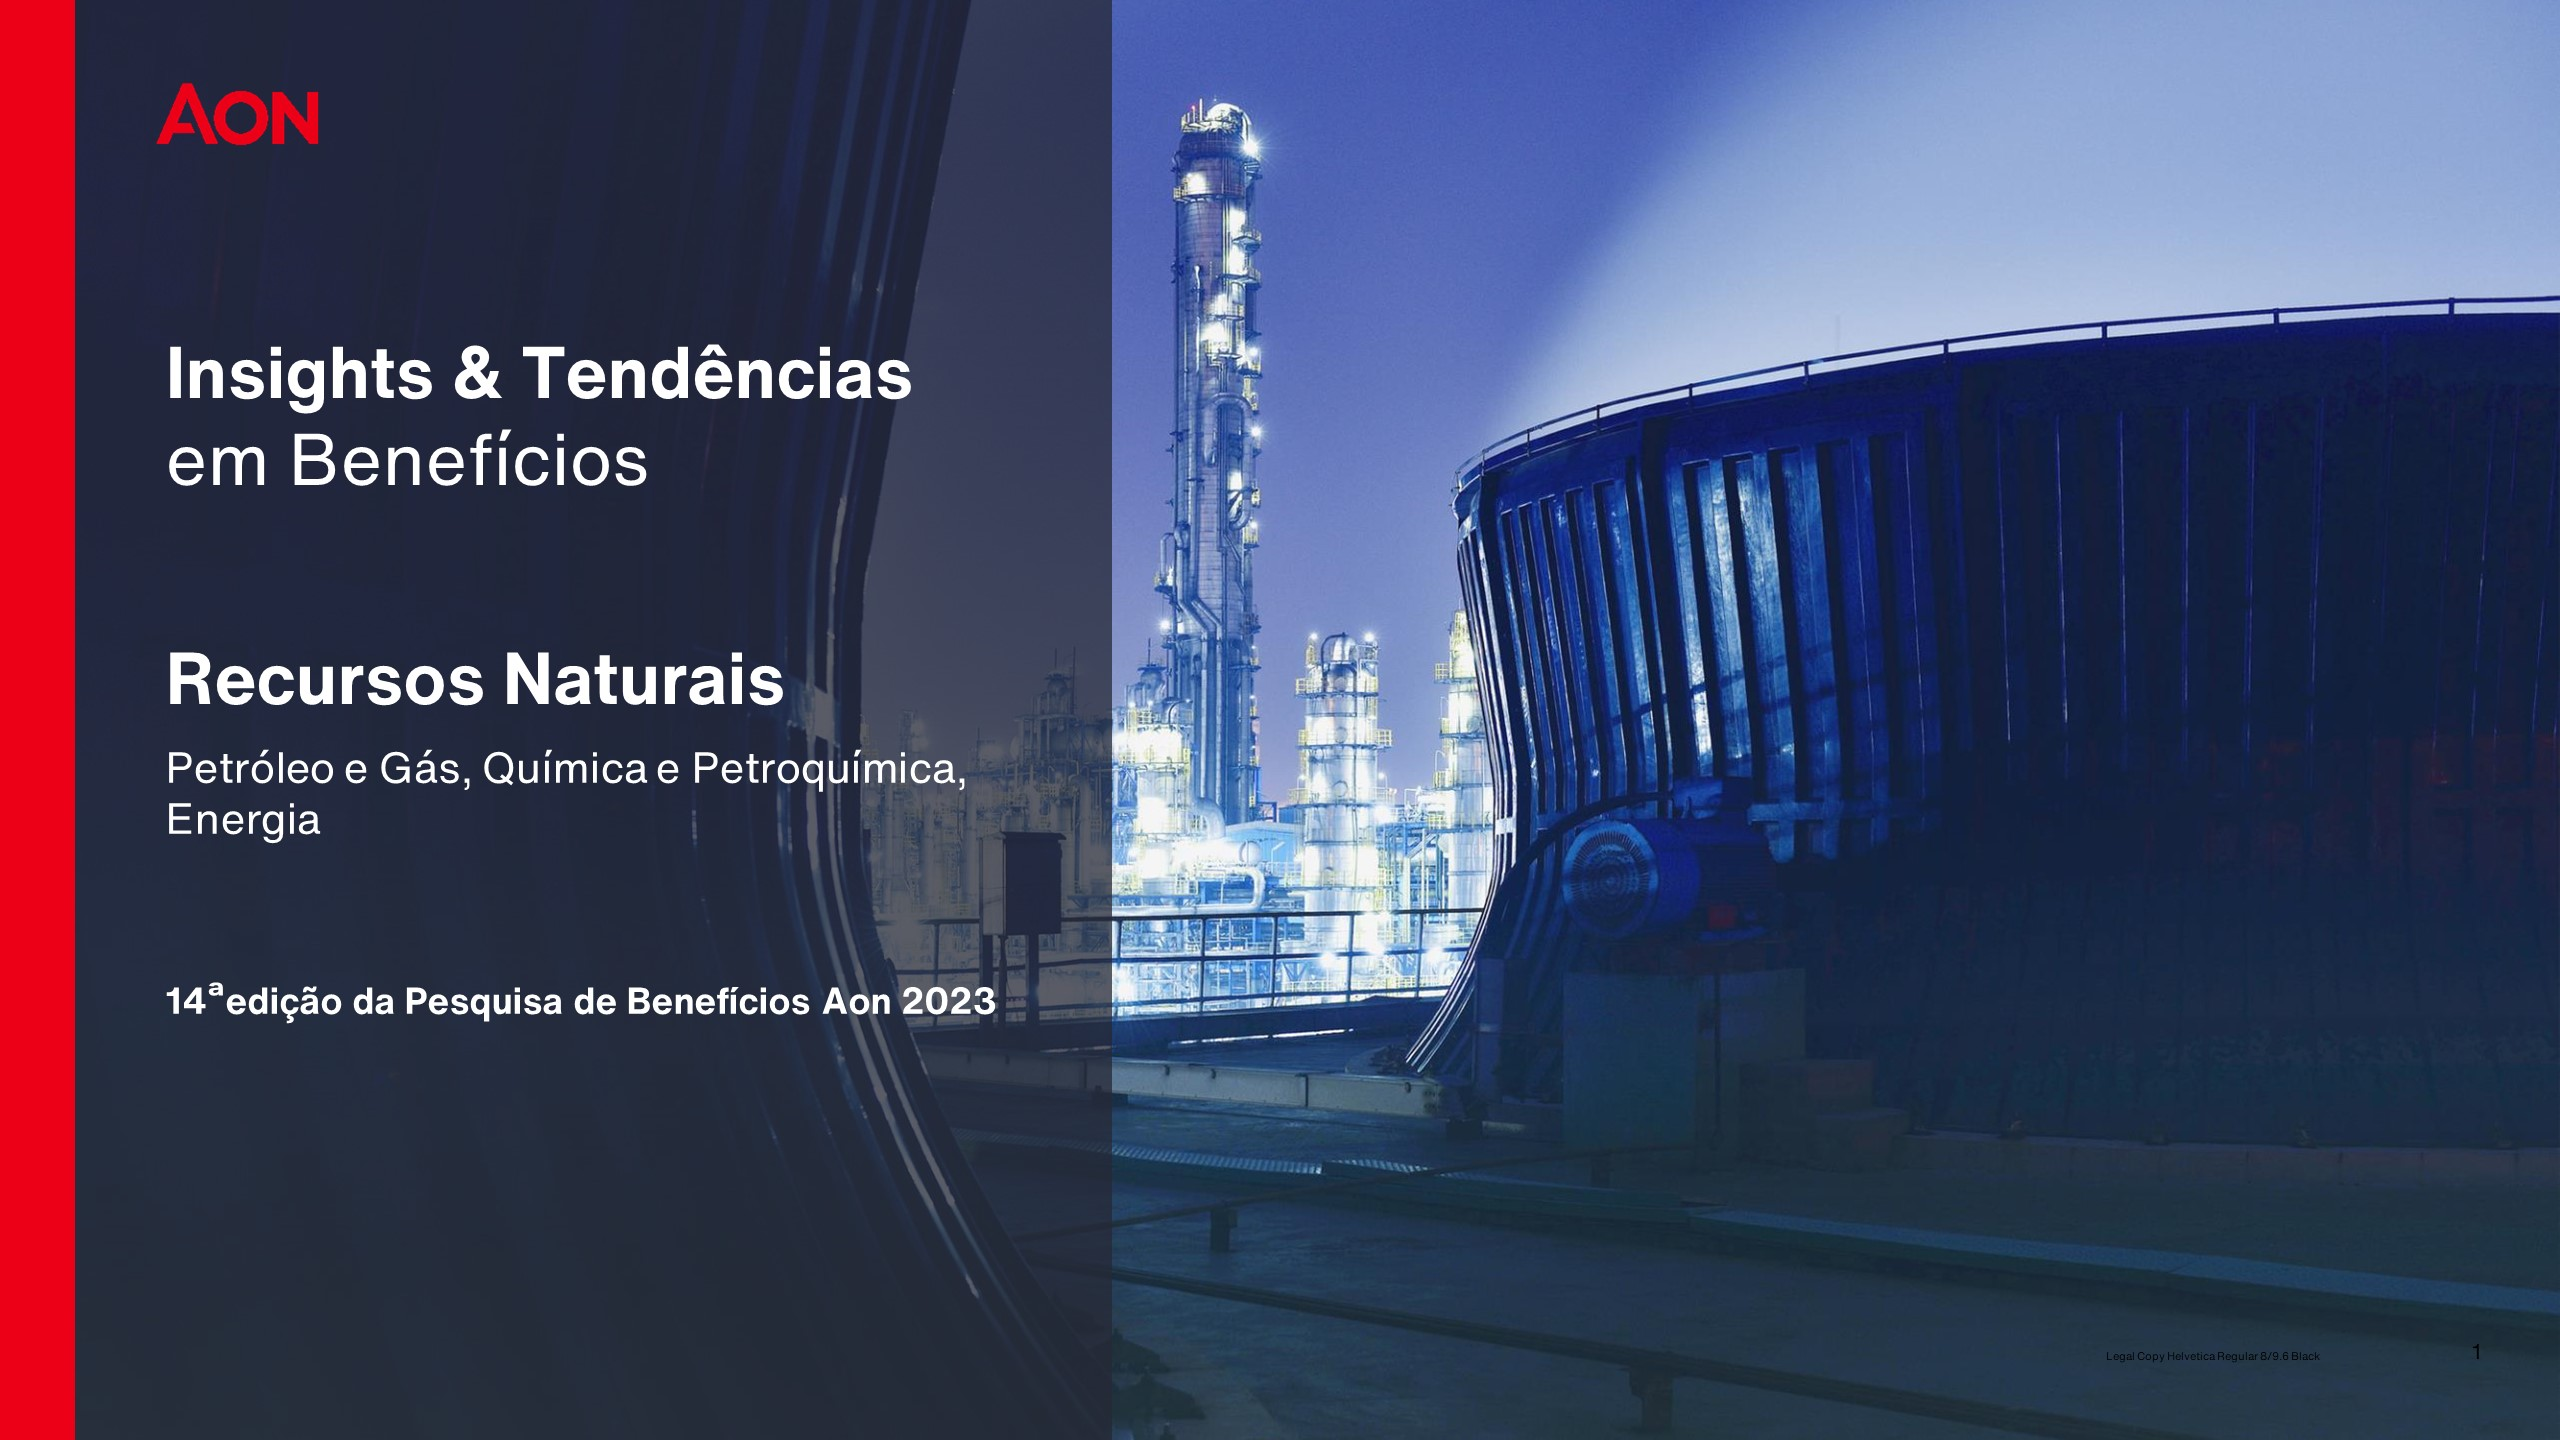 AON
Insights & Tendências
em Benefícios
Recursos Naturais
Petróleo e Gás, Química e Petroquímica,
Energia
14ª edição da Pesquisa de Benefícios Aon 2023
Legal Copy Helvetica Regular 8/9.6 Black
1